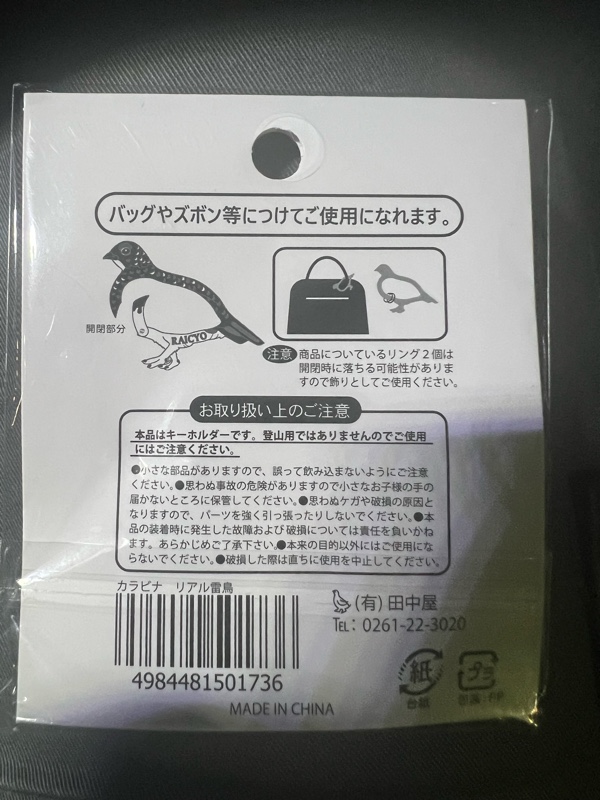 バッグやズボン等につけてご使用になれます。
開閉部分
RAICYO
注意 商品についているリング２個は
開閉時に落ちる可能性がありま
すので飾りとしてご使用ください。
お取り扱い上のご注意
本品はキーホルダーです。登山用ではありませんのでご使用
にはご注意ください。
●小さな部品がありますので、誤って飲み込まないようにご注意
ください。●思わぬ事故の危険がありますので小さなお子様の手の
届かないところに保管してください。●思わぬケガや破損の原因と
なりますので、パーツを強く引っ張ったりしないでください。●本
品の装着時に発生した故障および破損については責任を負いかね
ます。あらかじめご了承下さい。●本来の目的以外にはご使用にな
らないでください。●破損した際は直ちに使用を中止してください。
カラビナ リアル雷鳥
4984481501736
MADE IN CHINA
(有) 田中屋
TEL: 0261-22-3020
紙
台紙
プラ
部装:PP